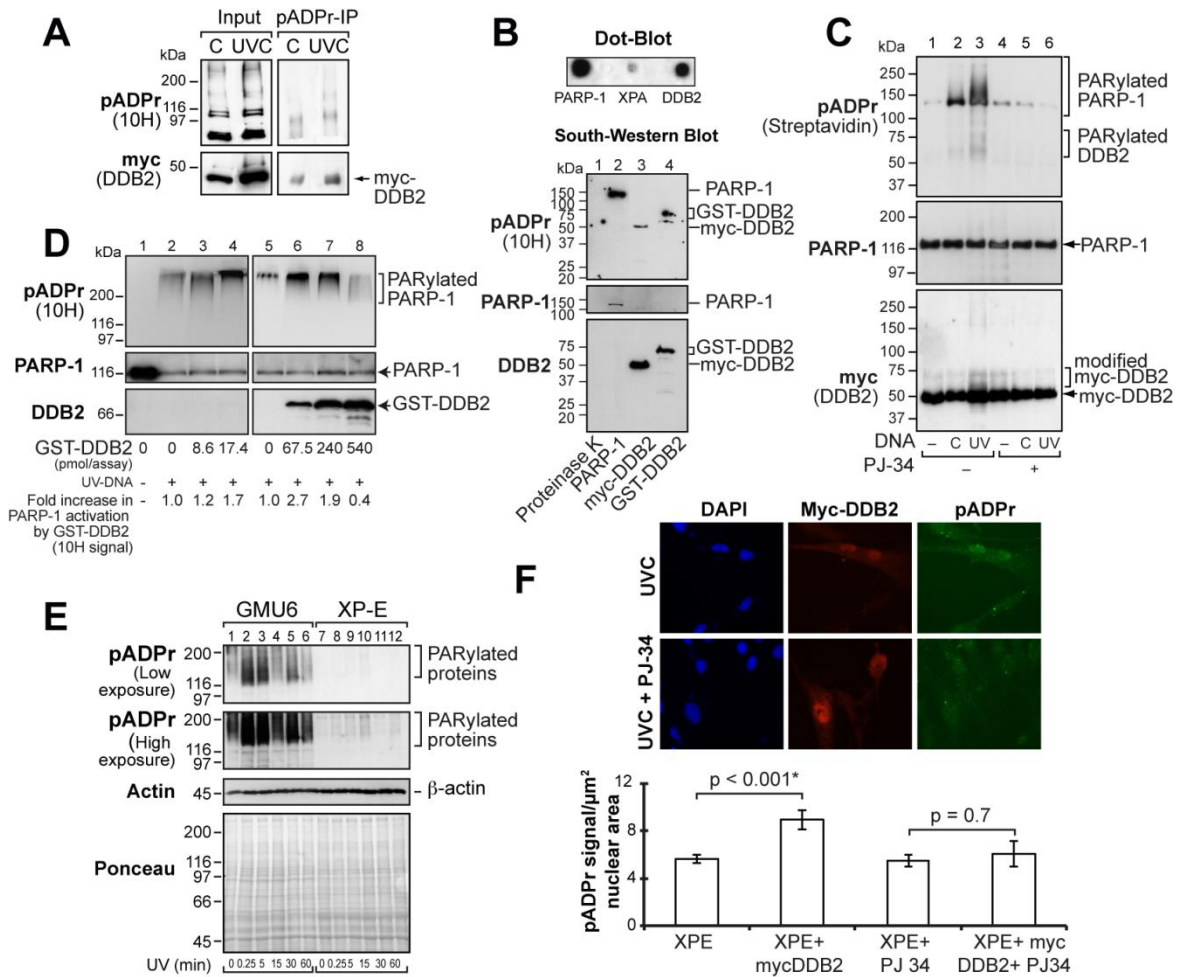 A
Input pADPr-IP
C UVC C UVC
kDa
200
pADPr
(10H)
116
97
myc
(DDB2)
50
myc-
DDB2
B
Dot-Blot
PARP-1 XPA DDB2
South-Western Blot
kDa 1 2 3 4
pADPr
(10H)
150
100
75
50
37
25
20
PARP-1
GST-DDB2
myc-DDB2
PARP-1
150
100
PARP-1
DDB2
75
50
37
25
20
GST-DDB2
myc-DDB2
Proteinase K
PARP-1
myc-DDB2
GST-DDB2
C
kDa 1 2 3 4 5 6
pADPr
(Streptavidin)
250
150
100
75
50
37
PARylated
PARP-1
PARylated
DDB2
PARP-1
200
116
97
PARP-1
myc
(DDB2)
250
150
100
75
50
37
modified
myc-DDB2
myc-DDB2
DNA – C UV – C UV
PJ-34 – +
D
kDa 1 2 3 4 5 6 7 8
pADPr
(10H)
200
116
97
PARylated
PARP-1
PARP-1
116
PARP-1
DDB2
66
GST-DDB2
GST-DDB2 0 0 8.6 17.4 0 67.5 240 540
(pmol/assay)
UV-DNA - + + + + + + +
Fold increase in - 1.0 1.2 1.7 1.0 2.7 1.9 0.4
PARP-1 activation
by GST-DDB2
(10H signal)
E
GMU6 XP-E
1 2 3 4 5 6 7 8 9 10 11 12
pADPr
(Low
exposure)
200
116
97
PARylated
proteins
pADPr
(High
exposure)
200
116
97
PARylated
proteins
Actin
45
β-actin
Ponceau
200
116
97
66
45
UV (min) 0 0.25 5 15 30 60 0 0.25 5 15 30 60
F
DAPI Myc-DDB2 pADPr
UVC
UVC + PJ-34
pADPr signal/µm²
nuclear area
12
8
4
0
p < 0.001*
p = 0.7
XPE XPE+ XPE+ XPE+ myc
mycDDB2 PJ 34 DDB2+ PJ34